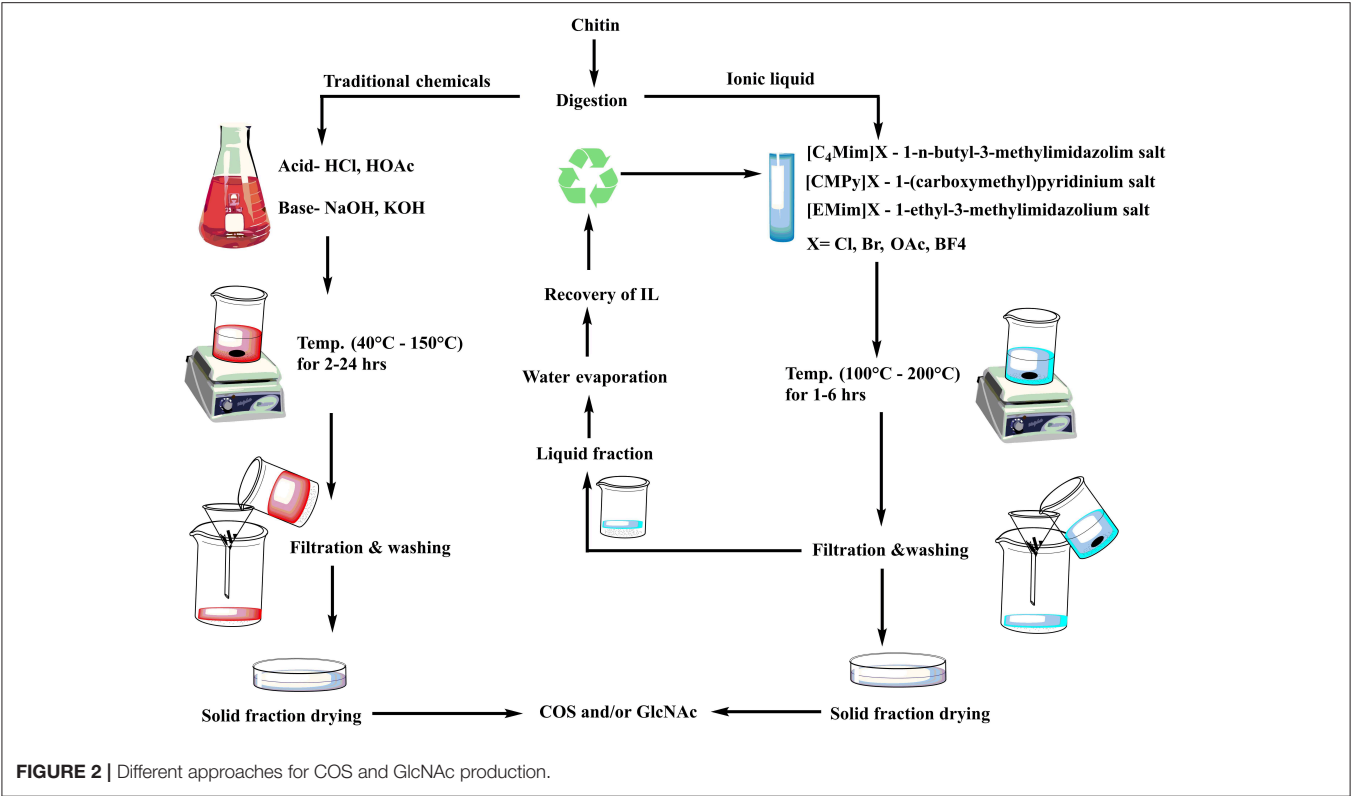 Chitin
Traditional chemicals
Ionic liquid
Digestion
Acid- HCl, HOAc
Base- NaOH, KOH
[C₄Mim]X - 1-n-butyl-3-methylimidazolim salt
[CMPy]X - 1-(carboxymethyl)pyridinium salt
[EMim]X - 1-ethyl-3-methylimidazolium salt
X= Cl, Br, OAc, BF4
Recovery of IL
Temp. (40°C - 150°C)
for 2-24 hrs
Water evaporation
Temp. (100°C - 200°C)
for 1-6 hrs
Liquid fraction
Filtration & washing
Filtration &washing
Solid fraction drying
COS and/or GlcNAc
Solid fraction drying
FIGURE 2 | Different approaches for COS and GlcNAc production.